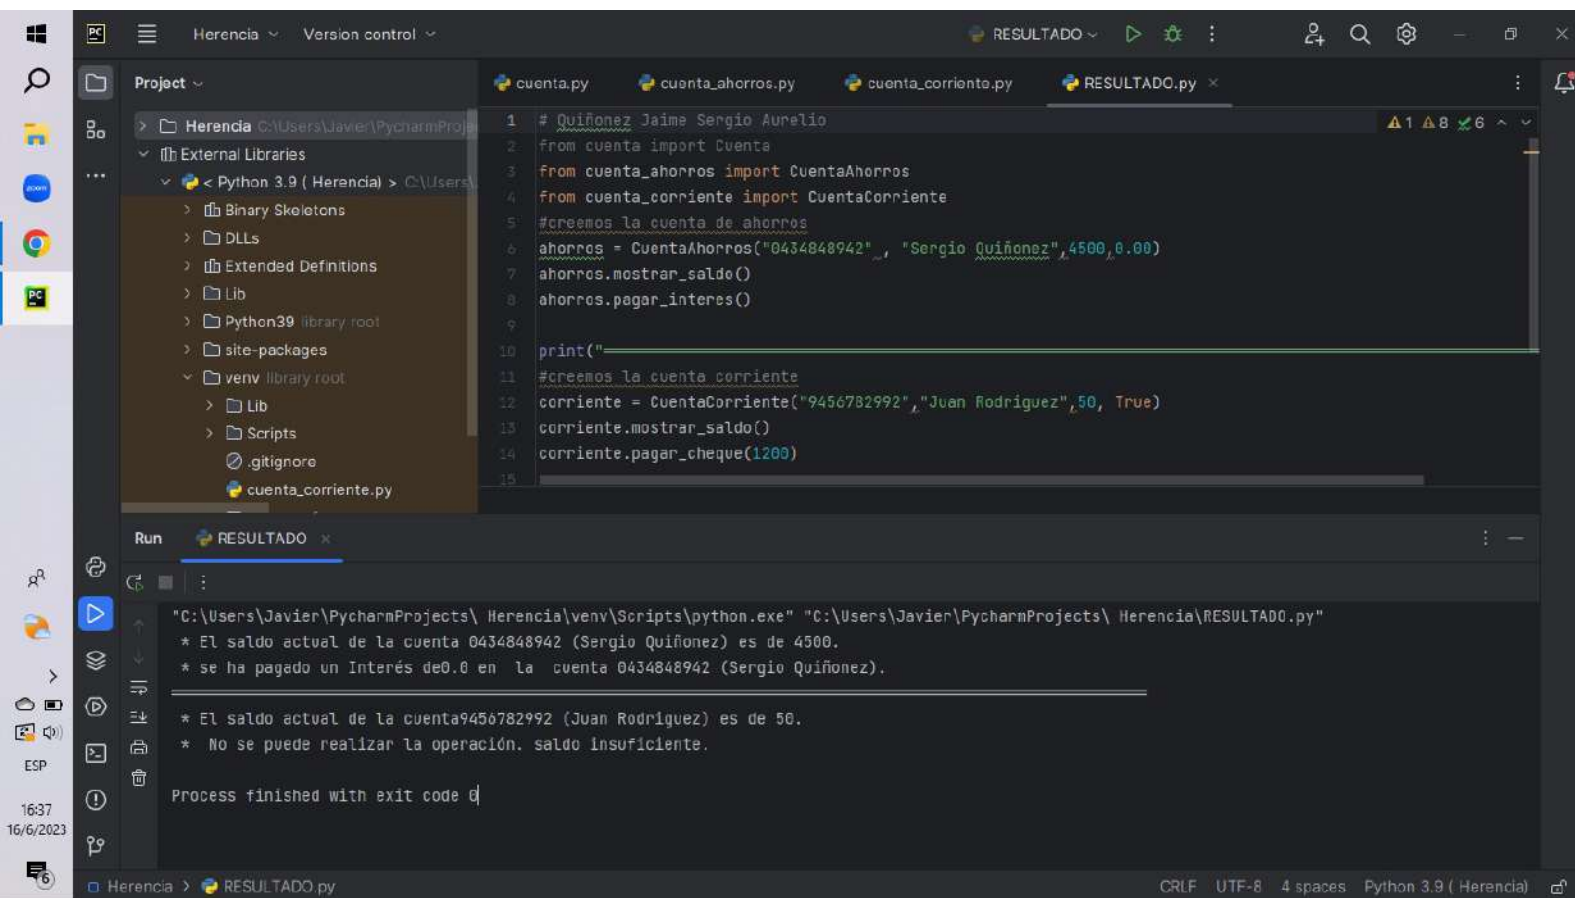 Herencia Version control RESULTADO
Project
cuenta.py cuenta_ahorros.py cuenta_corriente.py RESULTADO.py
Herencia C:\Users\Javier\PycharmProje
External Libraries
< Python 3.9 ( Herencia) > C:\Users\
Binary Skeletons
DLLs
Extended Definitions
Lib
Python39 library root
site-packages
venv library root
Lib
Scripts
.gitignore
cuenta_corriente.py
1 # Quiñonez Jaime Sergio Aurelio
2 from cuenta import Cuenta
3 from cuenta_ahorros import CuentaAhorros
4 from cuenta_corriente import CuentaCorriente
5 #creemos la cuenta de ahorros
6 ahorros = CuentaAhorros("0434848942" , "Sergio Quiñonez",4500,0.00)
7 ahorros.mostrar_saldo()
8 ahorros.pagar_interes()
9
10 print("═══════════════════════════
11 #creemos la cuenta corriente
12 corriente = CuentaCorriente("9456782992","Juan Rodriguez",50, True)
13 corriente.mostrar_saldo()
14 corriente.pagar_cheque(1200)
15
1 8 6
Run RESULTADO
"C:\Users\Javier\PycharmProjects\ Herencia\venv\Scripts\python.exe" "C:\Users\Javier\PycharmProjects\ Herencia\RESULTADO.py"
* El saldo actual de la cuenta 0434848942 (Sergio Quiñonez) es de 4500.
* se ha pagado un Interés de0.0 en la cuenta 0434848942 (Sergio Quiñonez).
* El saldo actual de la cuenta9456782992 (Juan Rodriguez) es de 50.
* No se puede realizar la operación. saldo insuficiente.
Process finished with exit code 0
Herencia > RESULTADO.py
CRLF UTF-8 4 spaces Python 3.9 ( Herencia)
PC
zoom
PC
ESP
16:37
16/6/2023
6